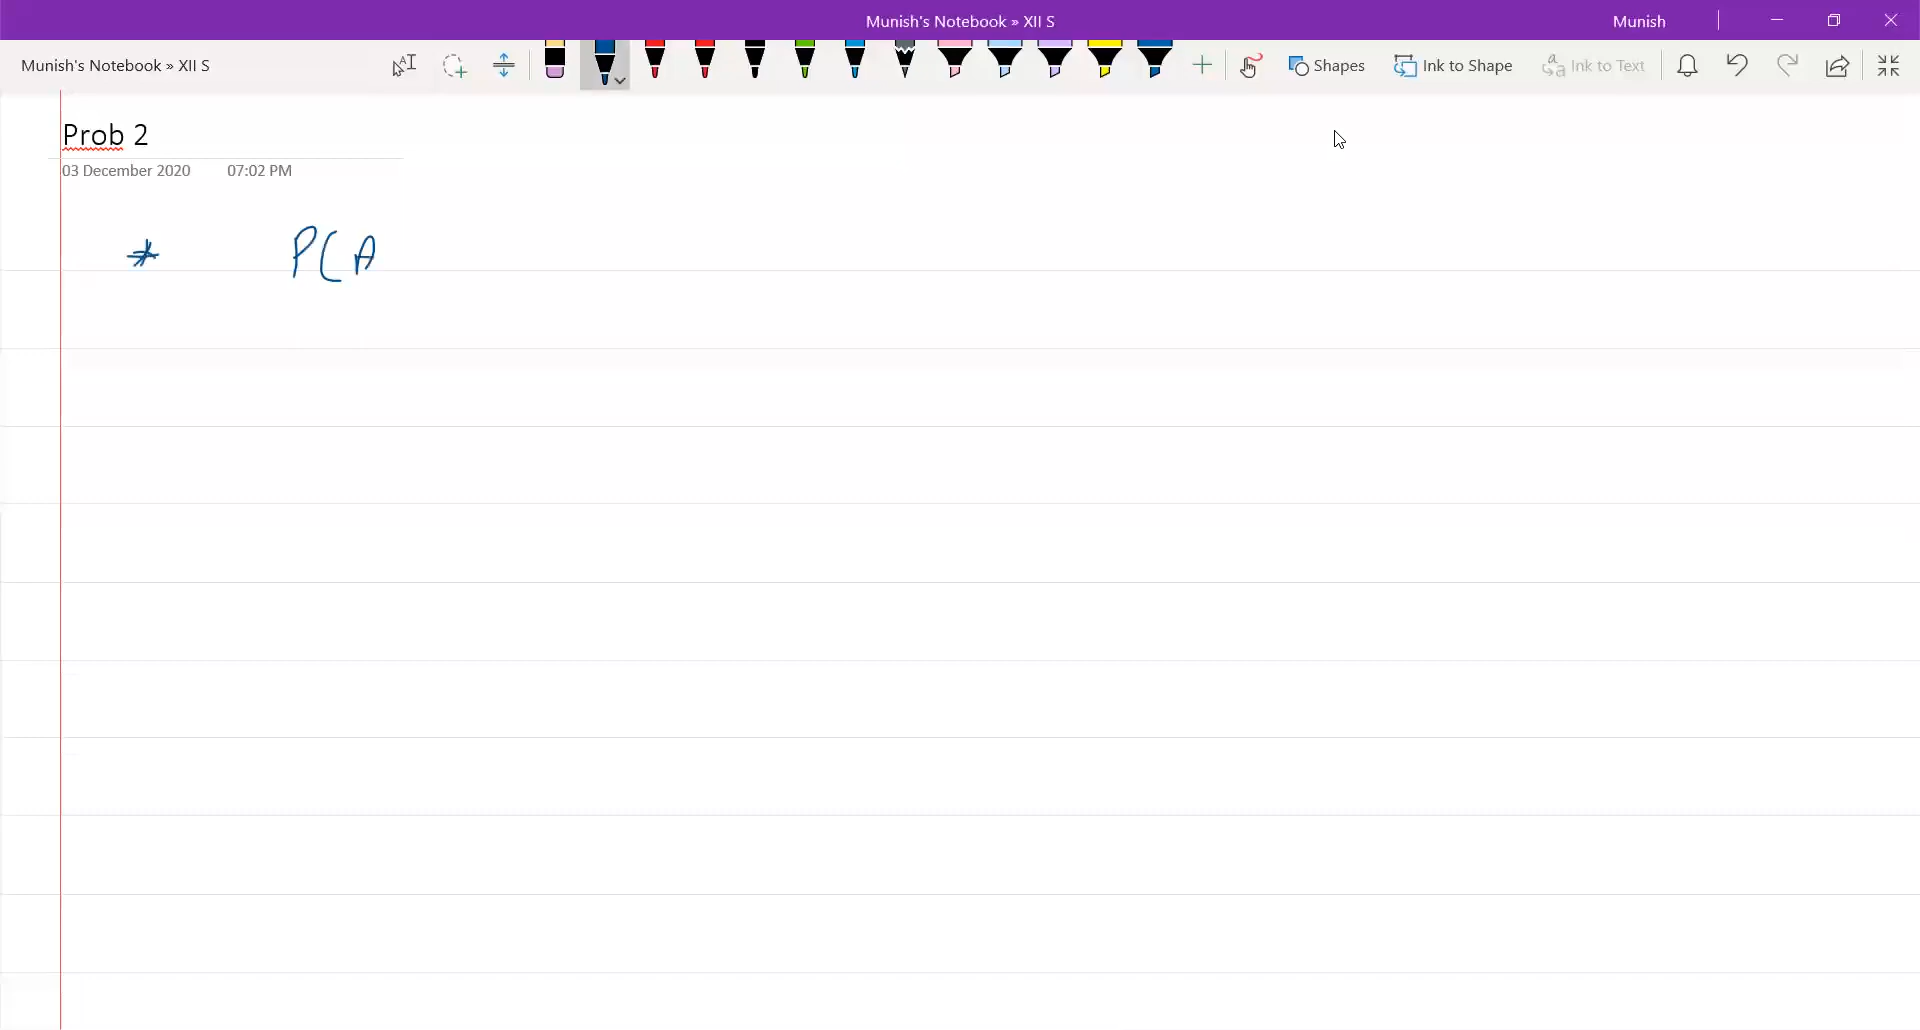 Munish's Notebook » XII S
Munish
Munish's Notebook » XII S
Shapes
Ink to Shape
Ink to Text
Prob 2
03 December 2020 07:02 PM
* P(A